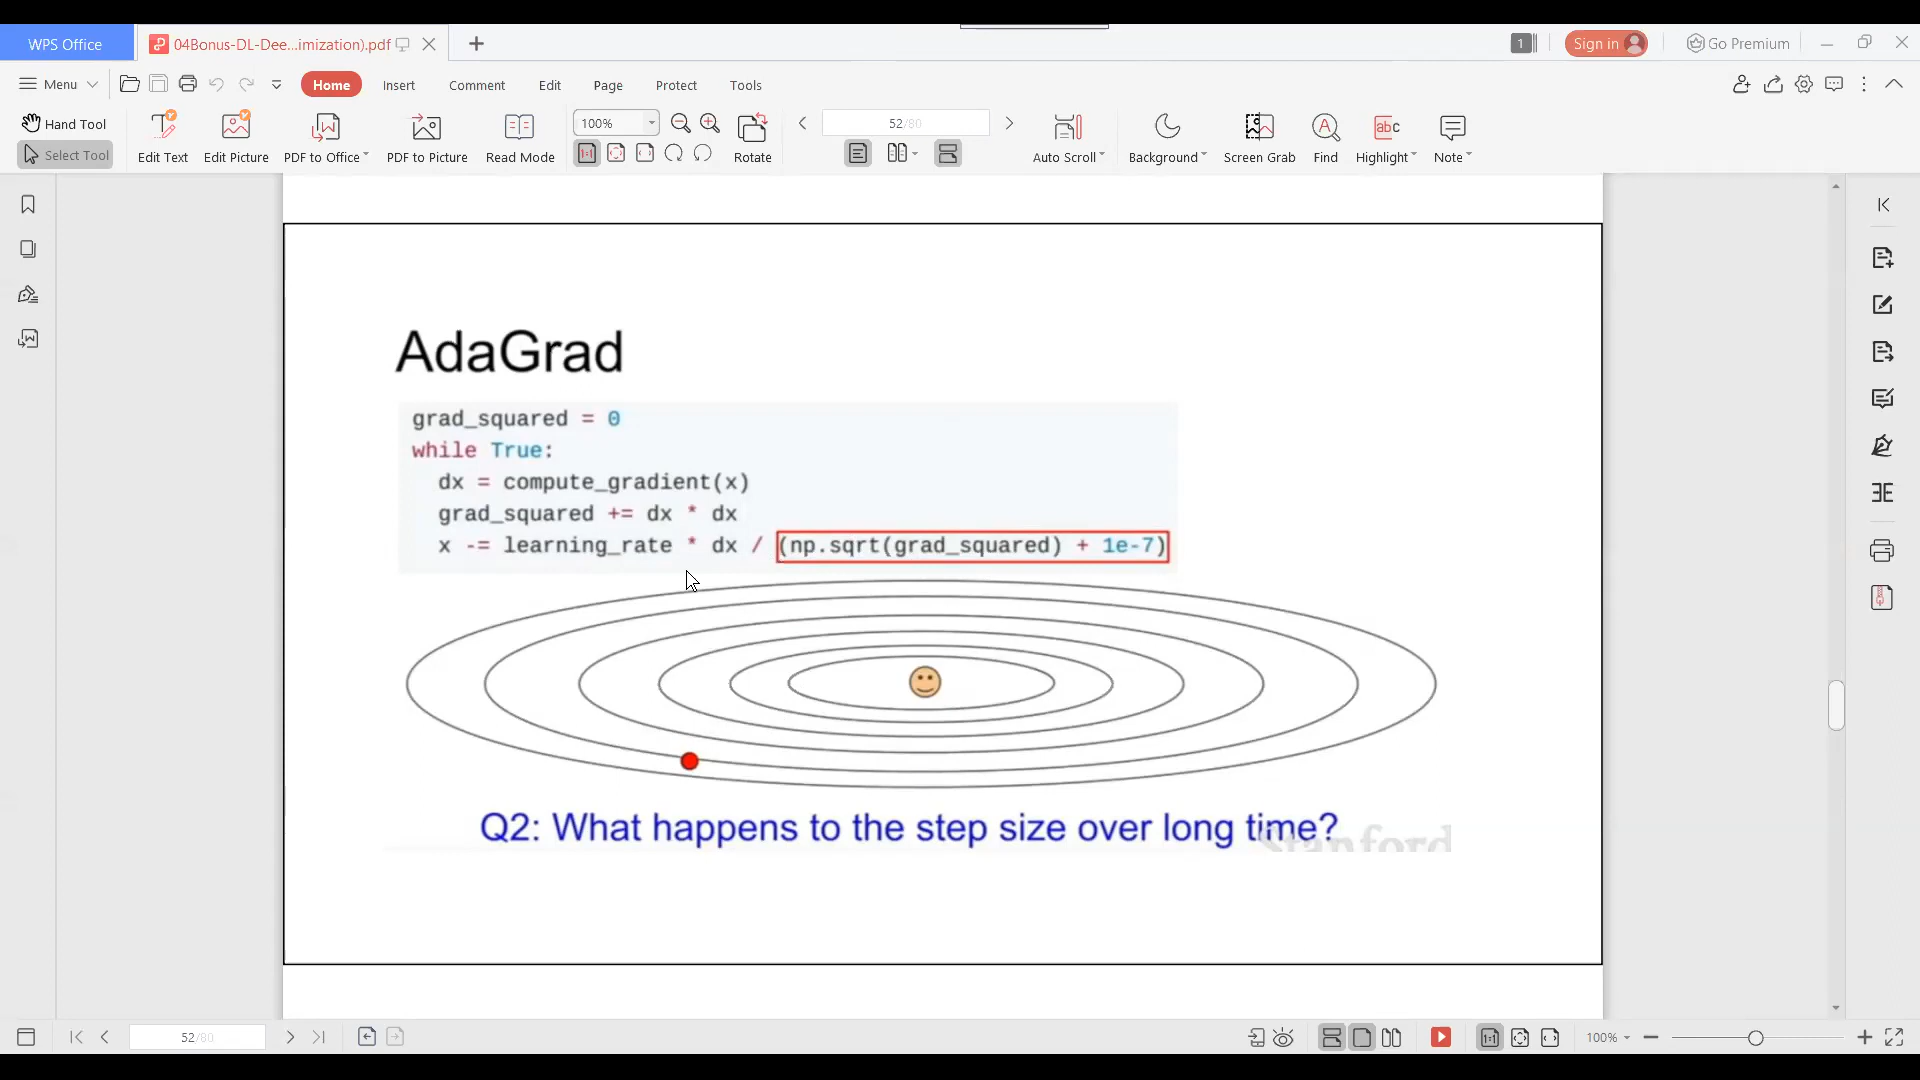 WPS Office
04Bonus-DL-Dee...imization).pdf
1
Sign in
Go Premium
Menu
Home
Insert
Comment
Edit
Page
Protect
Tools
Hand Tool
Select Tool
Edit Text
Edit Picture
PDF to Office
PDF to Picture
Read Mode
100%
Rotate
52/80
Auto Scroll
Background
Screen Grab
Find
Highlight
Note
AdaGrad
grad_squared = 0
while True:
dx = compute_gradient(x)
grad_squared += dx * dx
x -= learning_rate * dx / (np.sqrt(grad_squared) + 1e-7)
Q2: What happens to the step size over long time?
Stanford
52/80
100%